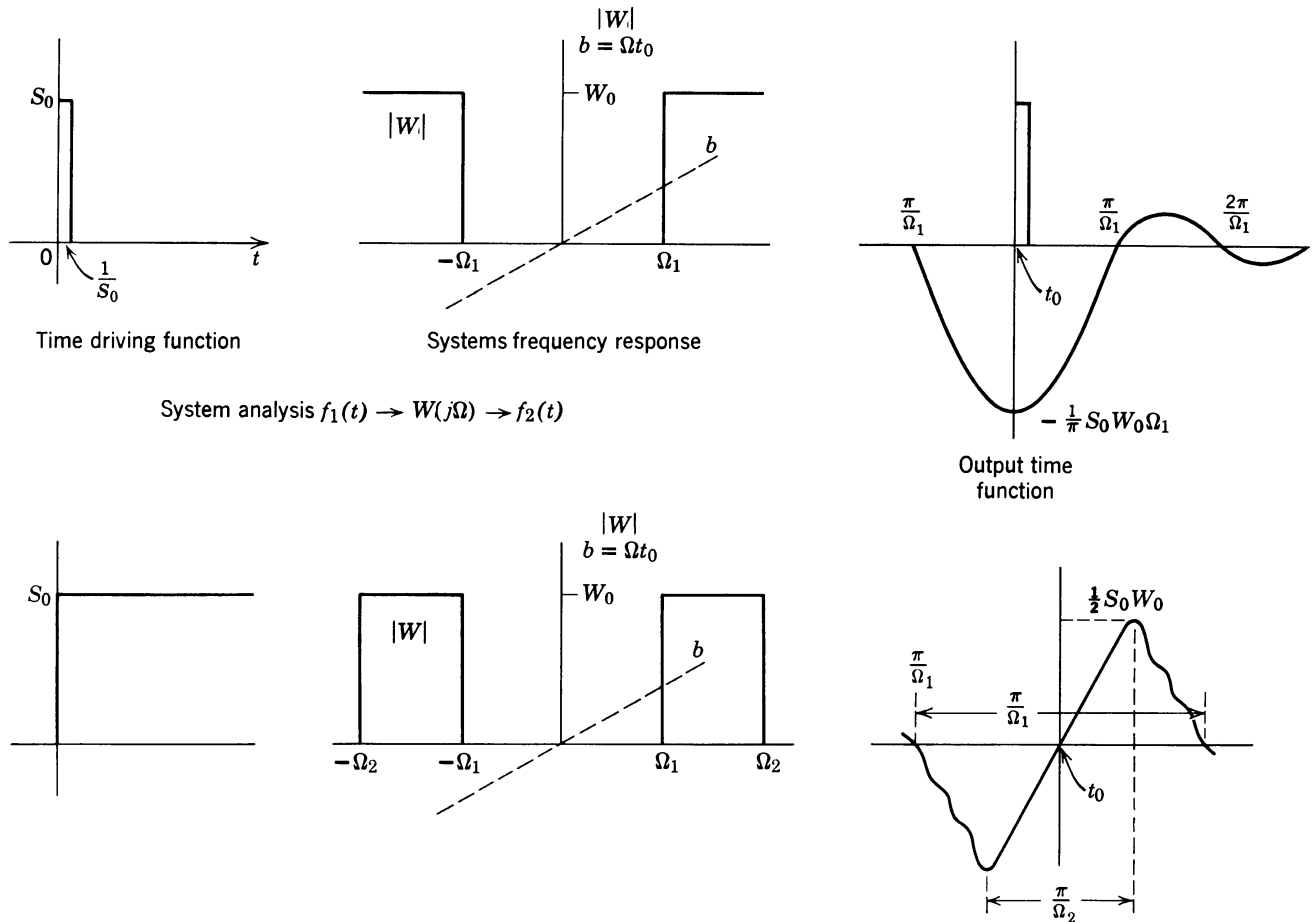 |W|
b = Ωt₀
S₀
0
1/S₀
t
Time driving function
|W|
W₀
b
-Ω₁
Ω₁
Systems frequency response
π/Ω₁
π/Ω₁
2π/Ω₁
t₀
- 1/π S₀W₀Ω₁
Output time
function
System analysis f₁(t) → W(jΩ) → f₂(t)
S₀
|W|
b = Ωt₀
|W|
W₀
b
-Ω₂
-Ω₁
Ω₁
Ω₂
½S₀W₀
π/Ω₁
π/Ω₁
t₀
π/Ω₂